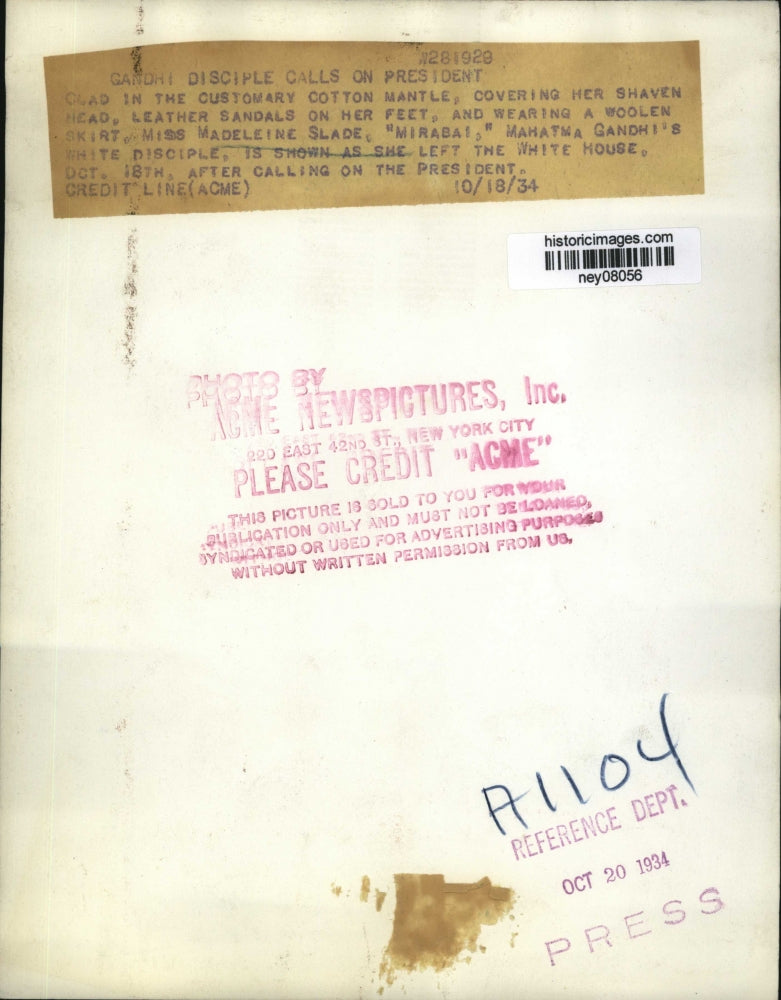 W281929
GANDHI DISCIPLE CALLS ON PRESIDENT
CLAD IN THE CUSTOMARY COTTON MANTLE, COVERING HER SHAVEN
HEAD, LEATHER SANDALS ON HER FEET, AND WEARING A WOOLEN
SKIRT, MISS MADELEINE SLADE, "MIRABAI," MAHATMA GANDHI'S
WHITE DISCIPLE, IS SHOWN AS SHE LEFT THE WHITE HOUSE,
OCT. 18TH, AFTER CALLING ON THE PRESIDENT.
CREDIT LINE(ACME) 10/18/34
historicimages.com
ney08056
PHOTO BY
ACME NEWSPICTURES, Inc.
220 EAST 42ND ST., NEW YORK CITY
PLEASE CREDIT "ACME"
THIS PICTURE IS SOLD TO YOU FOR YOUR
PUBLICATION ONLY AND MUST NOT BE LOANED,
SYNDICATED OR USED FOR ADVERTISING PURPOSES
WITHOUT WRITTEN PERMISSION FROM US.
A1104
REFERENCE DEPT.
OCT 20 1934
PRESS